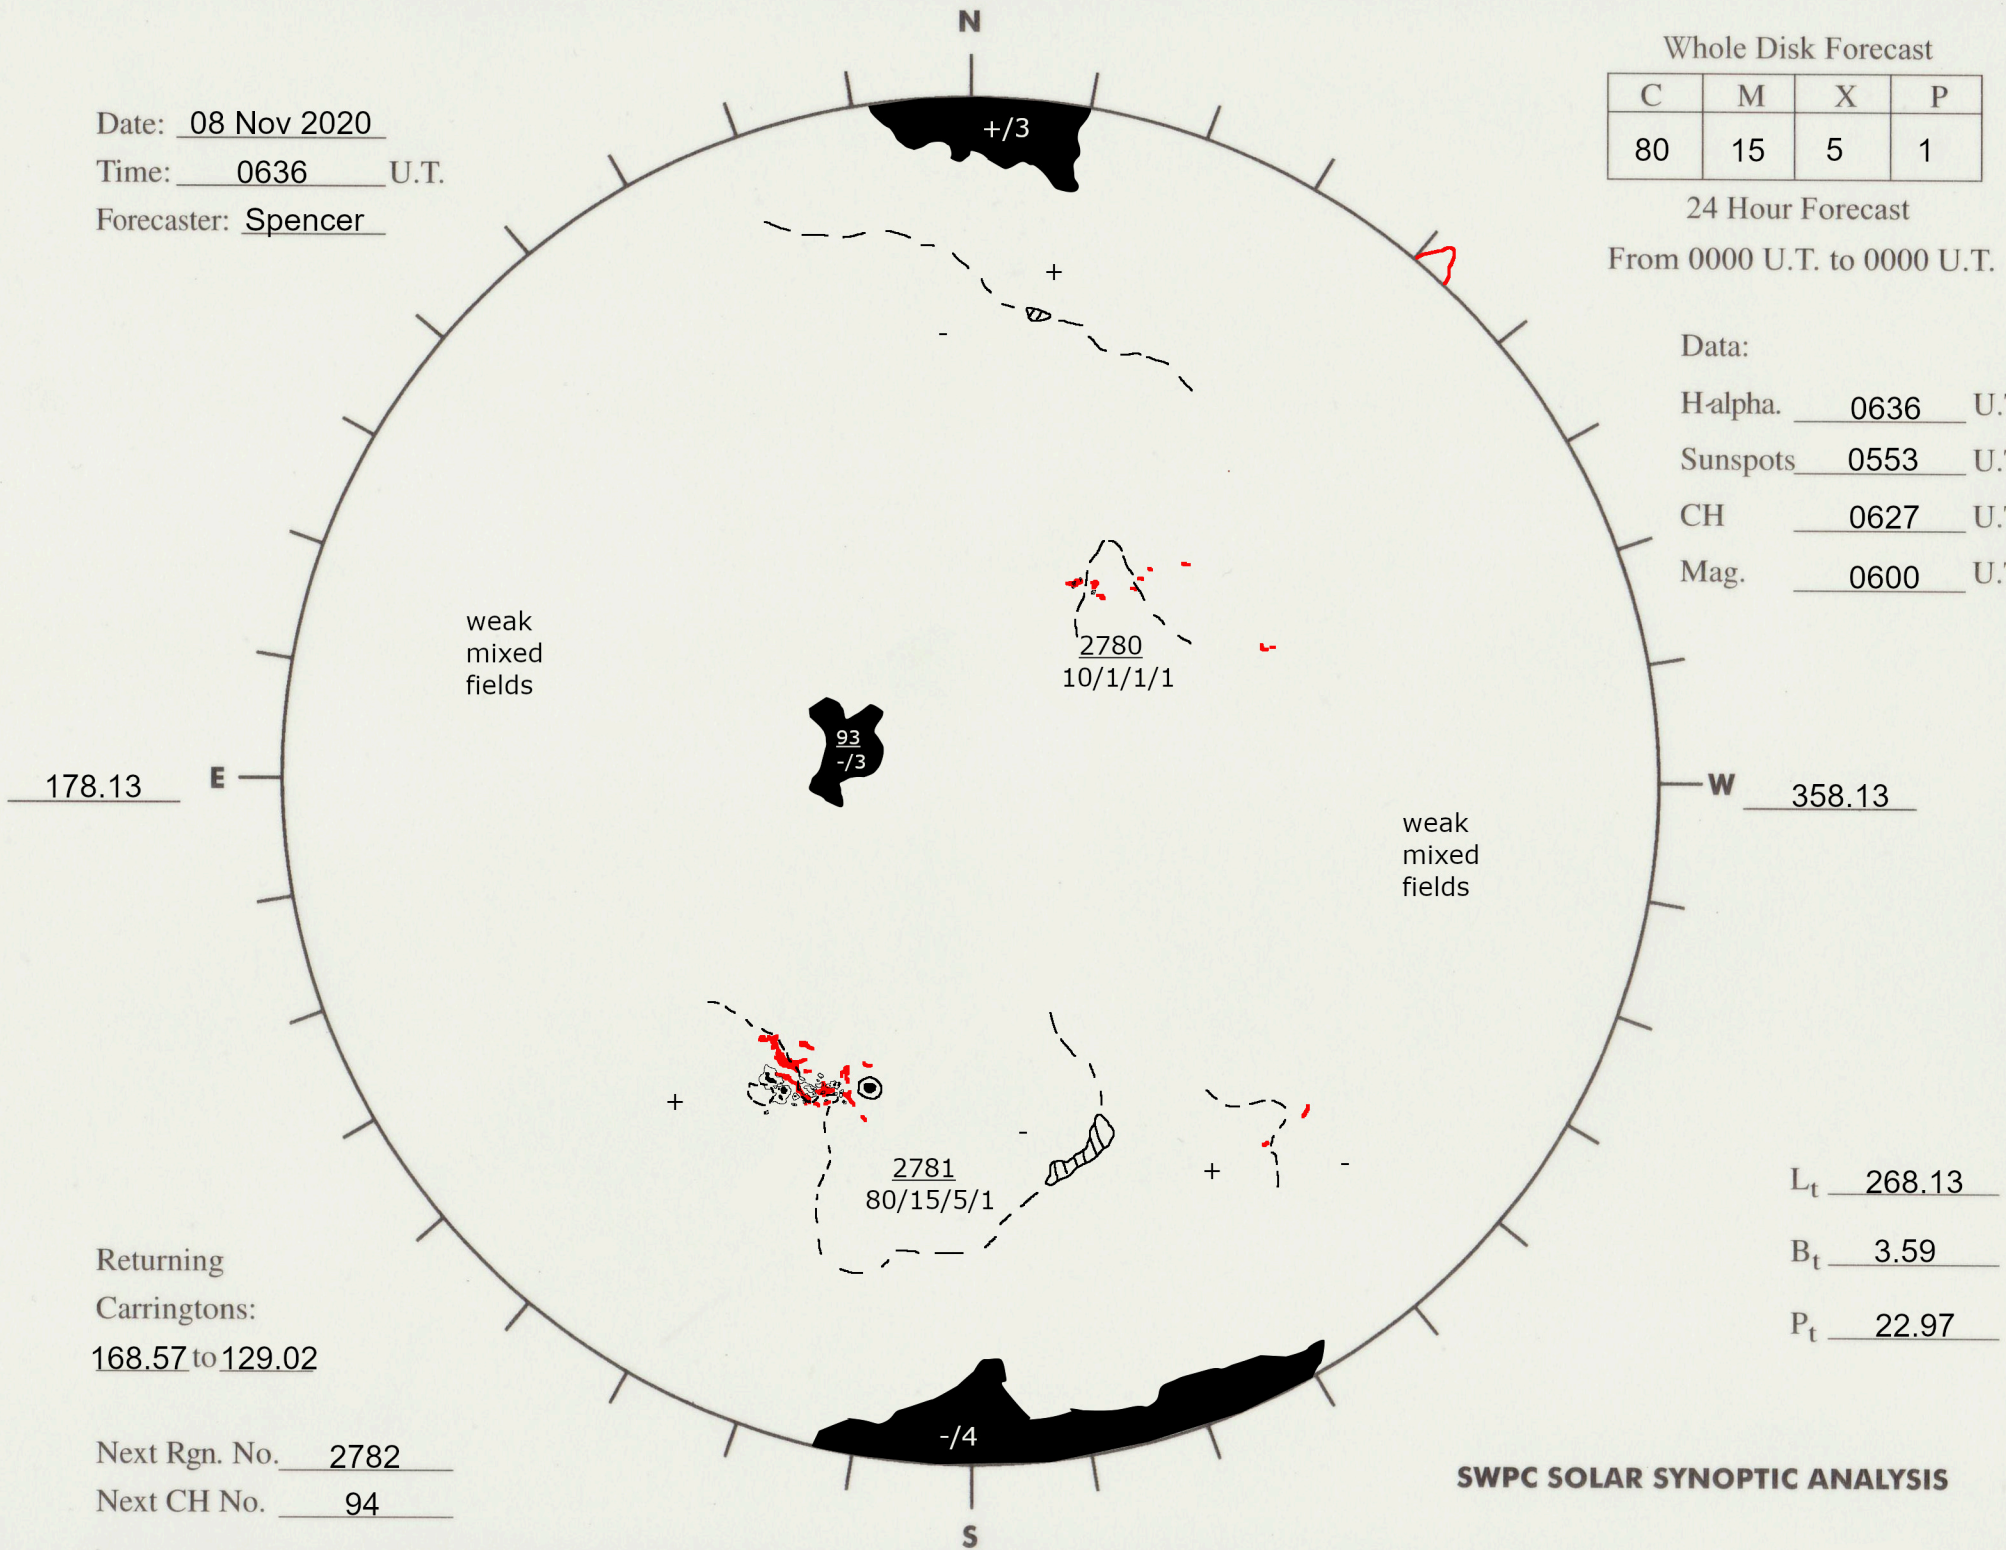 N
Whole Disk Forecast
C M X P
80 15 5 1
24 Hour Forecast
From 0000 U.T. to 0000 U.T.
Date: 08 Nov 2020
Time: 0636 U.T.
Forecaster: Spencer
+/3
+
-
Data:
H-alpha. 0636 U.
Sunspots 0553 U.
CH 0627 U.
Mag. 0600 U.
weak
mixed
fields
2780
10/1/1/1
93
-/3
178.13 E
W 358.13
weak
mixed
fields
+
-
2781
80/15/5/1
+
-
Lt 268.13
Bt 3.59
Pt 22.97
Returning
Carringtons:
168.57 to 129.02
-/4
Next Rgn. No. 2782
Next CH No. 94
SWPC SOLAR SYNOPTIC ANALYSIS
S